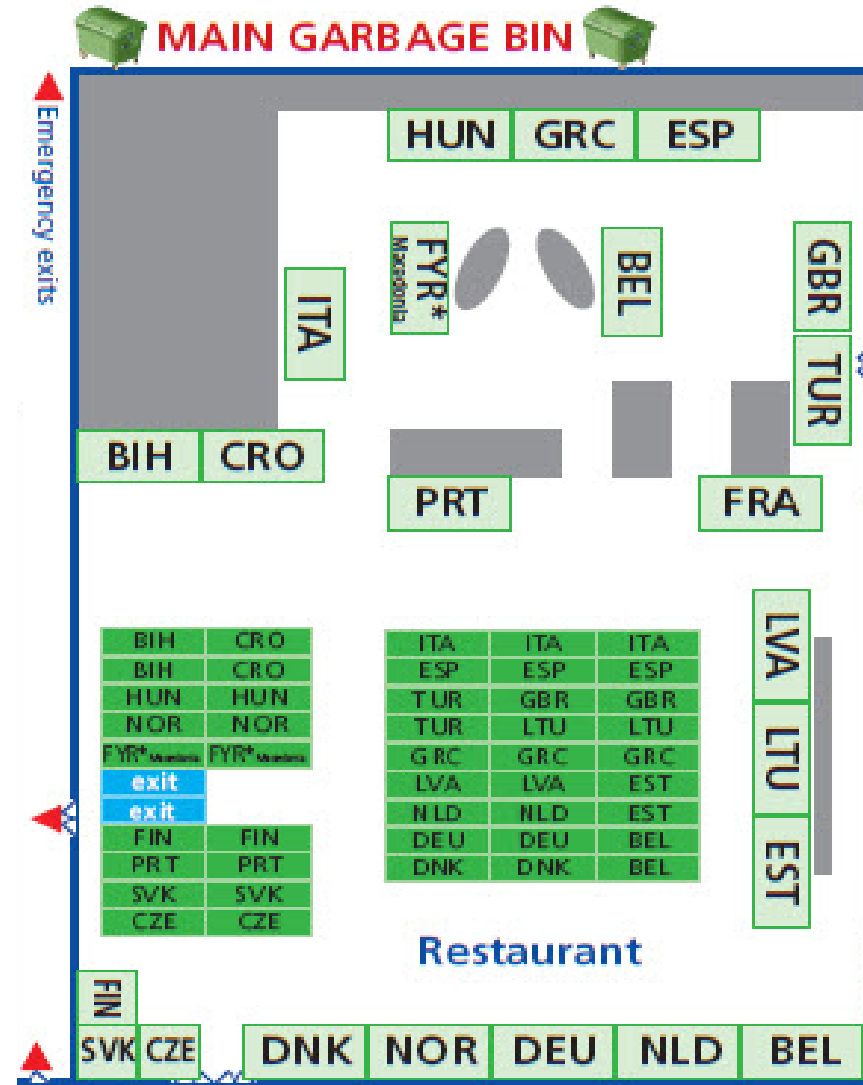 MAIN GARBAGE BIN
Emergency exits
HUN GRC ESP
FYR*
Macedonia
BEL
GBR
ITA
TUR
BIH CRO
PRT FRA
LVA
LTU
EST
BIH CRO
BIH CRO
HUN HUN
NOR NOR
FYR* FYR*
exit
exit
FIN FIN
PRT PRT
SVK SVK
CZE CZE
ITA ITA ITA
ESP ESP ESP
TUR GBR GBR
TUR LTU LTU
GRC GRC GRC
LVA LVA EST
NLD NLD EST
DEU DEU BEL
DNK DNK BEL
Restaurant
FIN
SVK CZE DNK NOR DEU NLD BEL